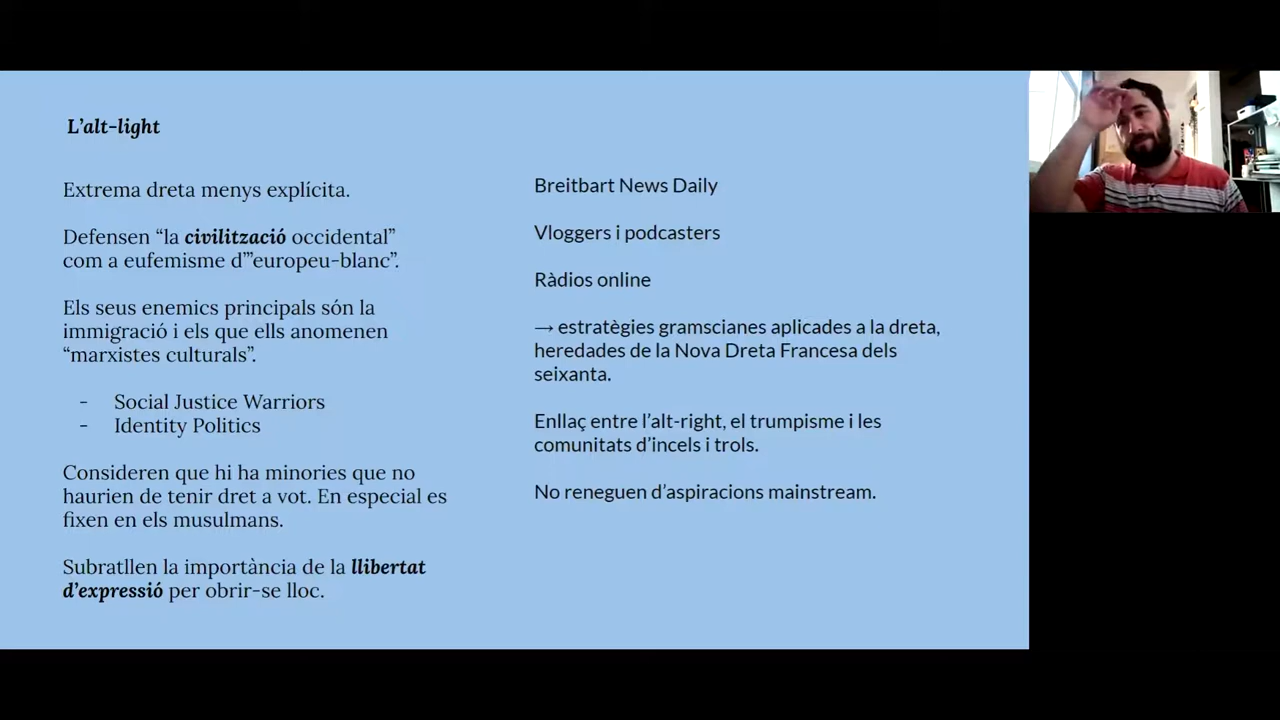 L’alt-light
Extrema dreta menys explícita.
Defensen “la civilització occidental”
com a eufemisme d’”europeu-blanc”.
Els seus enemics principals són la
immigració i els que ells anomenen
“marxistes culturals”.
- Social Justice Warriors
- Identity Politics
Consideren que hi ha minories que no
haurien de tenir dret a vot. En especial es
fixen en els musulmans.
Subratllen la importància de la llibertat
d’expressió per obrir-se lloc.
Breitbart News Daily
Vloggers i podcasters
Ràdios online
→ estratègies gramscianes aplicades a la dreta,
heredades de la Nova Dreta Francesa dels
seixanta.
Enllaç entre l’alt-right, el trumpisme i les
comunitats d’incels i trols.
No reneguen d’aspiracions mainstream.